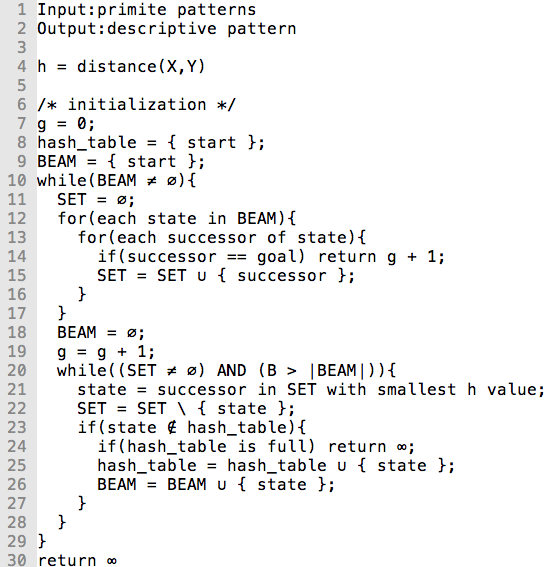 1 Input:primite patterns
2 Output:descriptive pattern
3
4 h = distance(X,Y)
5
6 /* initialization */
7 g = 0;
8 hash_table = { start };
9 BEAM = { start };
10 while(BEAM ≠ ∅){
11   SET = ∅;
12   for(each state in BEAM){
13     for(each successor of state){
14       if(successor == goal) return g + 1;
15       SET = SET ∪ { successor };
16     }
17   }
18   BEAM = ∅;
19   g = g + 1;
20   while((SET ≠ ∅) AND (B > |BEAM|)){
21     state = successor in SET with smallest h value;
22     SET = SET \ { state };
23     if(state ∉ hash_table){
24       if(hash_table is full) return ∞;
25       hash_table = hash_table ∪ { state };
26       BEAM = BEAM ∪ { state };
27     }
28   }
29 }
30 return ∞